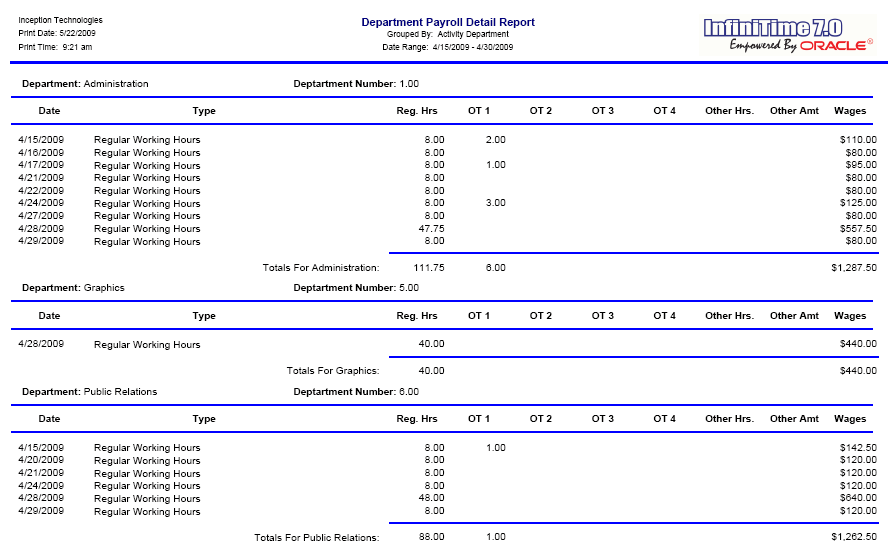 Inception Technologies
Print Date: 5/22/2009
Print Time: 9:21 am
Department Payroll Detail Report
Grouped By: Activity Department
Date Range: 4/15/2009 - 4/30/2009
InfiniTime 7.0
Empowered By ORACLE®
Department: Administration Deptartment Number: 1.00
Date Type Reg. Hrs OT 1 OT 2 OT 3 OT 4 Other Hrs. Other Amt Wages
4/15/2009 Regular Working Hours 8.00 2.00 $110.00
4/16/2009 Regular Working Hours 8.00 $80.00
4/17/2009 Regular Working Hours 8.00 1.00 $95.00
4/21/2009 Regular Working Hours 8.00 $80.00
4/22/2009 Regular Working Hours 8.00 $80.00
4/24/2009 Regular Working Hours 8.00 3.00 $125.00
4/27/2009 Regular Working Hours 8.00 $80.00
4/28/2009 Regular Working Hours 47.75 $557.50
4/29/2009 Regular Working Hours 8.00 $80.00
Totals For Administration: 111.75 6.00 $1,287.50
Department: Graphics Deptartment Number: 5.00
Date Type Reg. Hrs OT 1 OT 2 OT 3 OT 4 Other Hrs. Other Amt Wages
4/28/2009 Regular Working Hours 40.00 $440.00
Totals For Graphics: 40.00 $440.00
Department: Public Relations Deptartment Number: 6.00
Date Type Reg. Hrs OT 1 OT 2 OT 3 OT 4 Other Hrs. Other Amt Wages
4/15/2009 Regular Working Hours 8.00 1.00 $142.50
4/20/2009 Regular Working Hours 8.00 $120.00
4/21/2009 Regular Working Hours 8.00 $120.00
4/24/2009 Regular Working Hours 8.00 $120.00
4/28/2009 Regular Working Hours 48.00 $640.00
4/29/2009 Regular Working Hours 8.00 $120.00
Totals For Public Relations: 88.00 1.00 $1,262.50